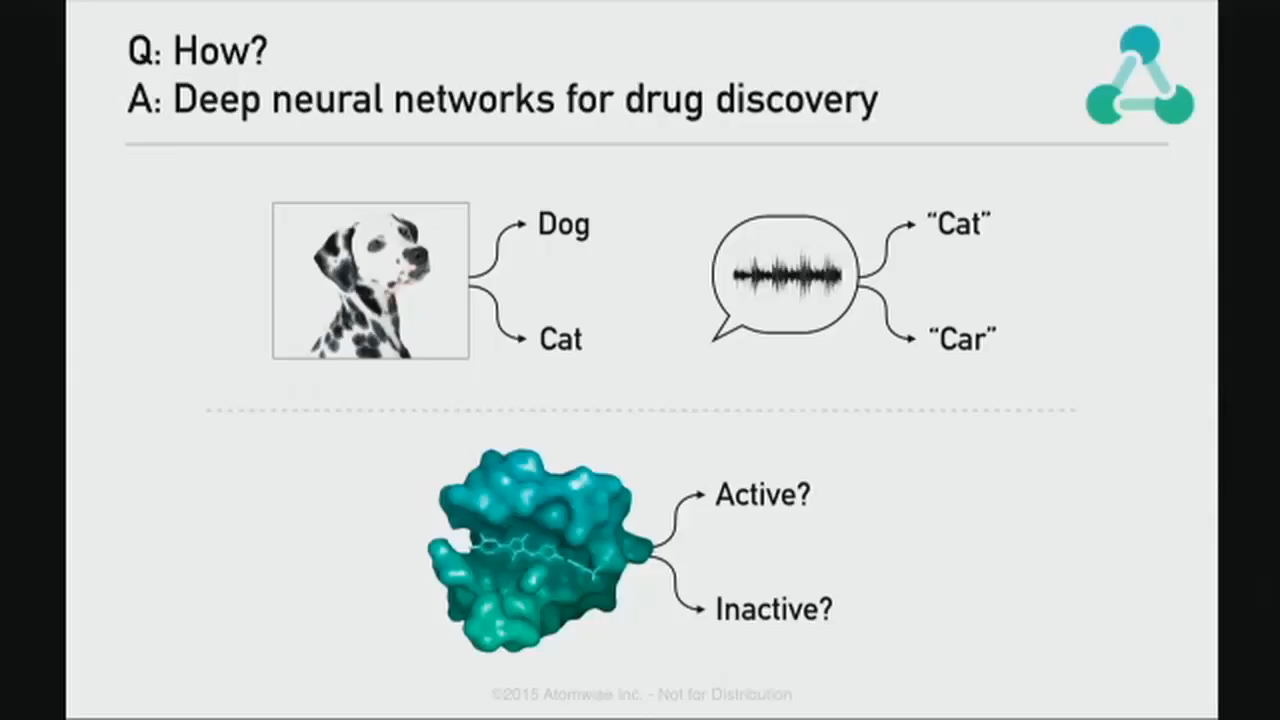 Q: How?
A: Deep neural networks for drug discovery
Dog
Cat
“Cat”
“Car”
Active?
Inactive?
©2015 Atomwise Inc. - Not for Distribution